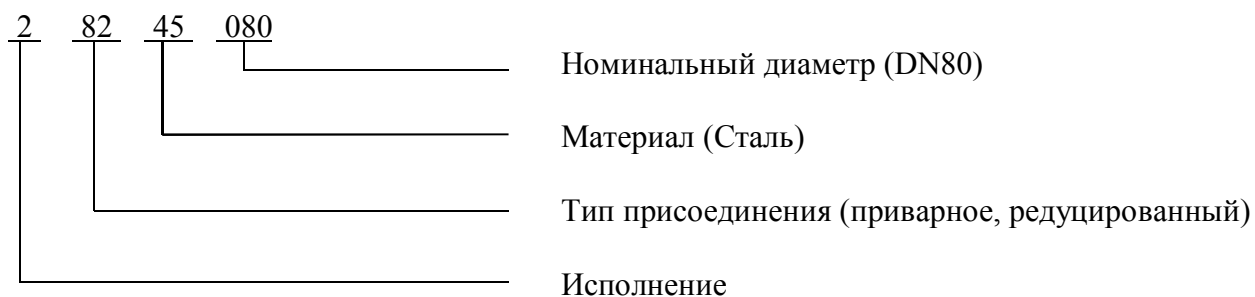 2 82 45 080
Номинальный диаметр (DN80)
Материал (Сталь)
Тип присоединения (приварное, редуцированный)
Исполнение